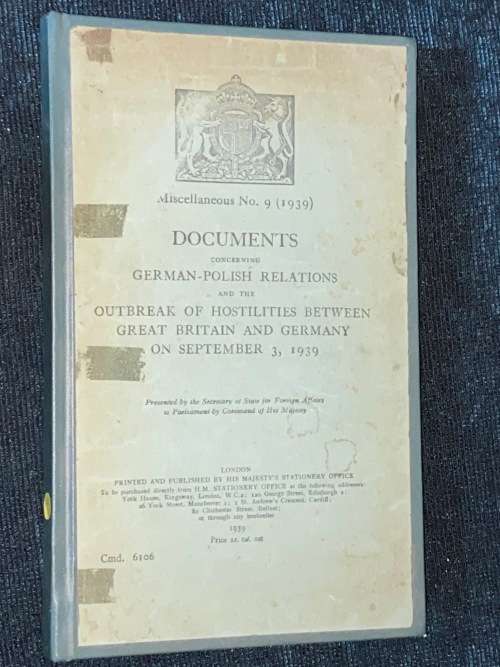 Miscellaneous No. 9 (1939)
DOCUMENTS
CONCERNING
GERMAN-POLISH RELATIONS
AND THE
OUTBREAK OF HOSTILITIES BETWEEN
GREAT BRITAIN AND GERMANY
ON SEPTEMBER 3, 1939
Presented by the Secretary of State for Foreign Affairs
to Parliament by Command of His Majesty
LONDON
PRINTED AND PUBLISHED BY HIS MAJESTY'S STATIONERY OFFICE
To be purchased directly from H.M. STATIONERY OFFICE at the following addresses:
York House, Kingsway, London, W.C.2; 120 George Street, Edinburgh 2;
26 York Street, Manchester 1; 1 St. Andrew's Crescent, Cardiff;
80 Chichester Street, Belfast;
or through any bookseller
1939
Price 1s. 0d. net
Cmd. 6106